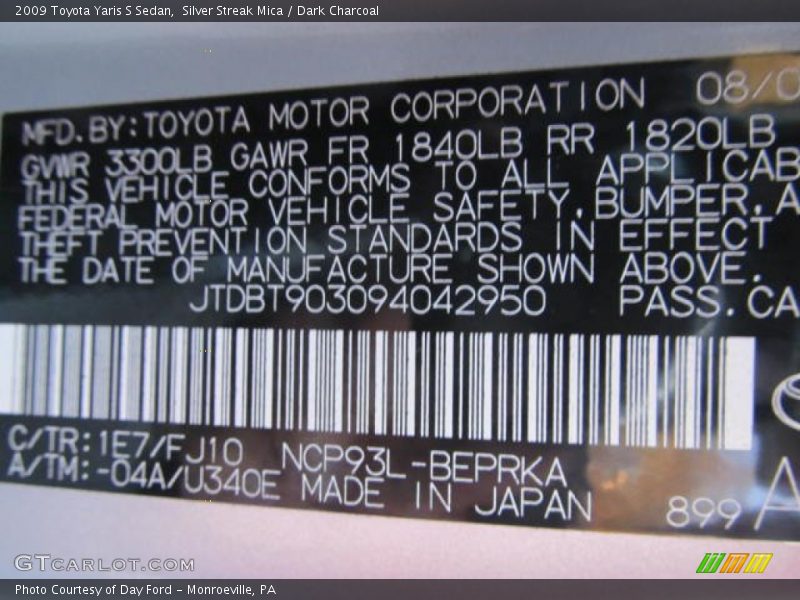 2009 Toyota Yaris S Sedan,  Silver Streak Mica / Dark Charcoal
MFD.BY:TOYOTA MOTOR CORPORATION 08/0
GVWR 3300LB GAWR FR 1840LB RR 1820LB
THIS VEHICLE CONFORMS TO ALL APPLICAB
FEDERAL MOTOR VEHICLE SAFETY, BUMPER, A
THEFT PREVENTION STANDARDS IN EFFECT
THE DATE OF MANUFACTURE SHOWN ABOVE.
JTDBT903094042950 PASS.CA
C/TR:1E7/FJ10 NCP93L-BEPRKA
A/TM:-04A/U340E MADE IN JAPAN 899 A
GTCARLOT.COM
Photo Courtesy of Day Ford - Monroeville, PA